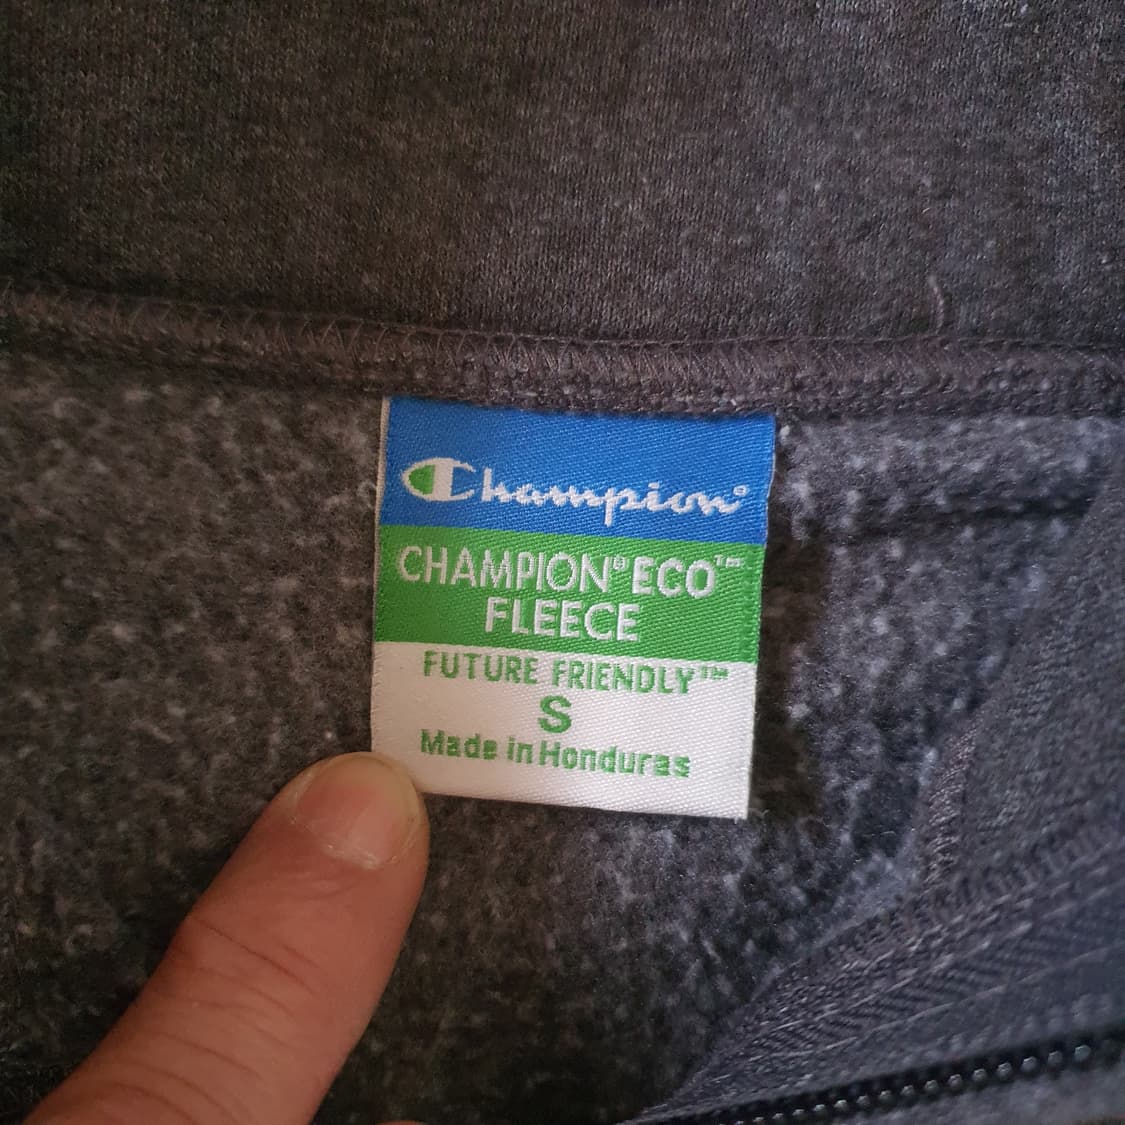 Champion®
CHAMPION® ECO™
FLEECE
FUTURE FRIENDLY™
S
Made in Honduras